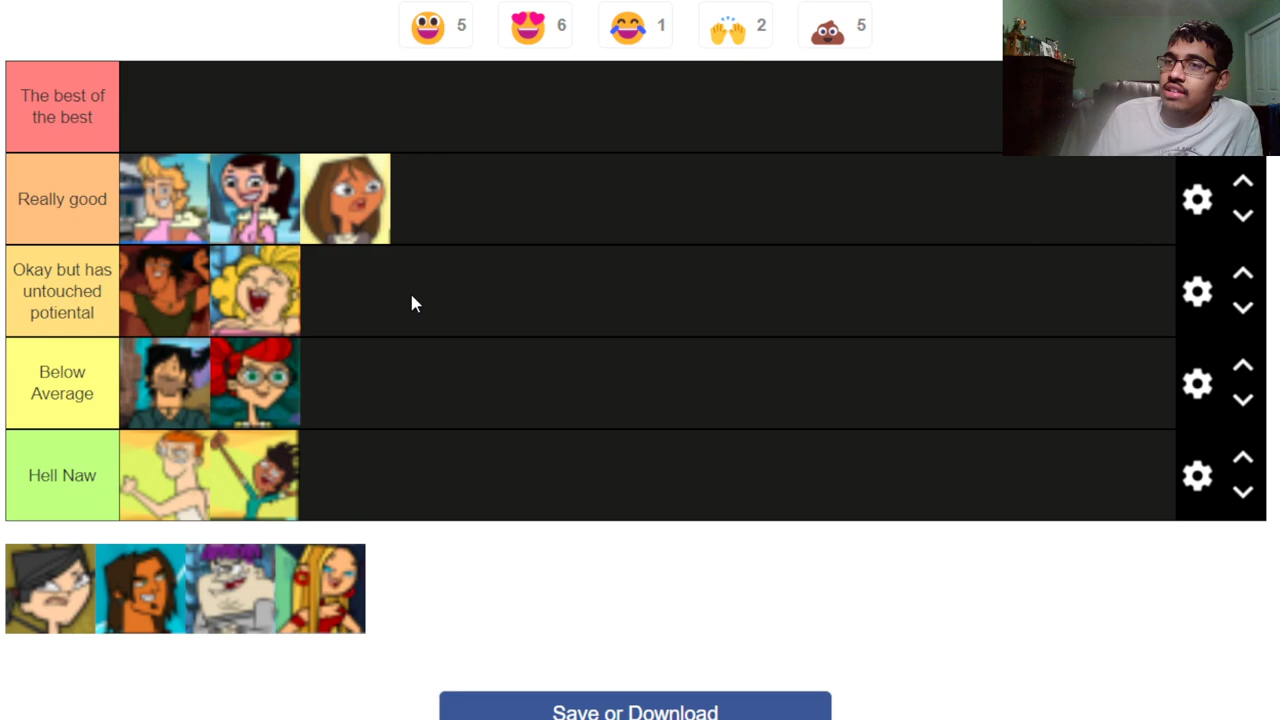 5 6 1 2 5
The best of
the best
Really good
Okay but has
untouched
potiental
Below
Average
Hell Naw
Save or Download